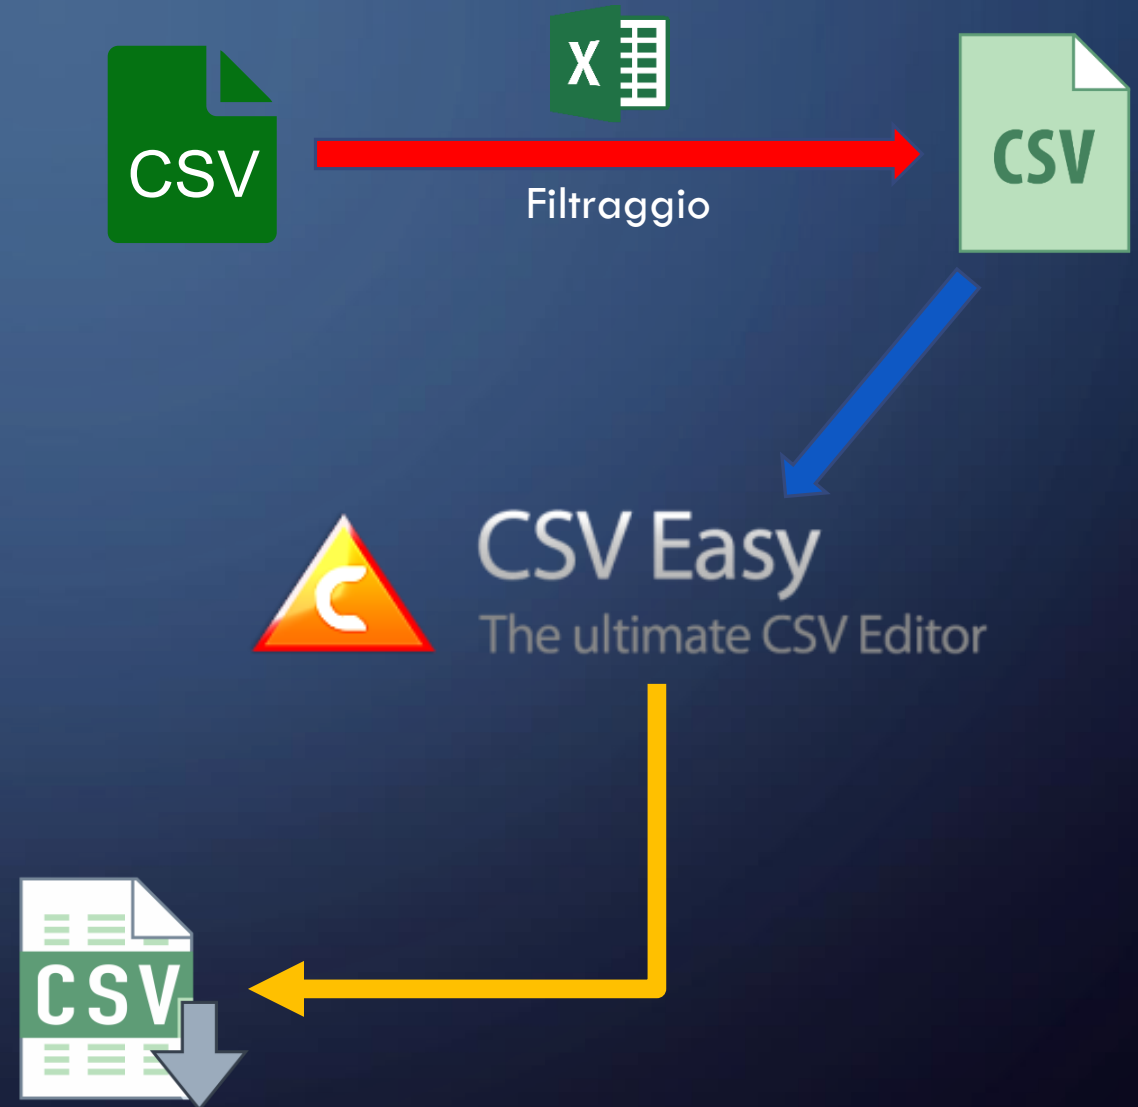 X
CSV
CSV
Filtraggio
C
CSV Easy
The ultimate CSV Editor
CSV